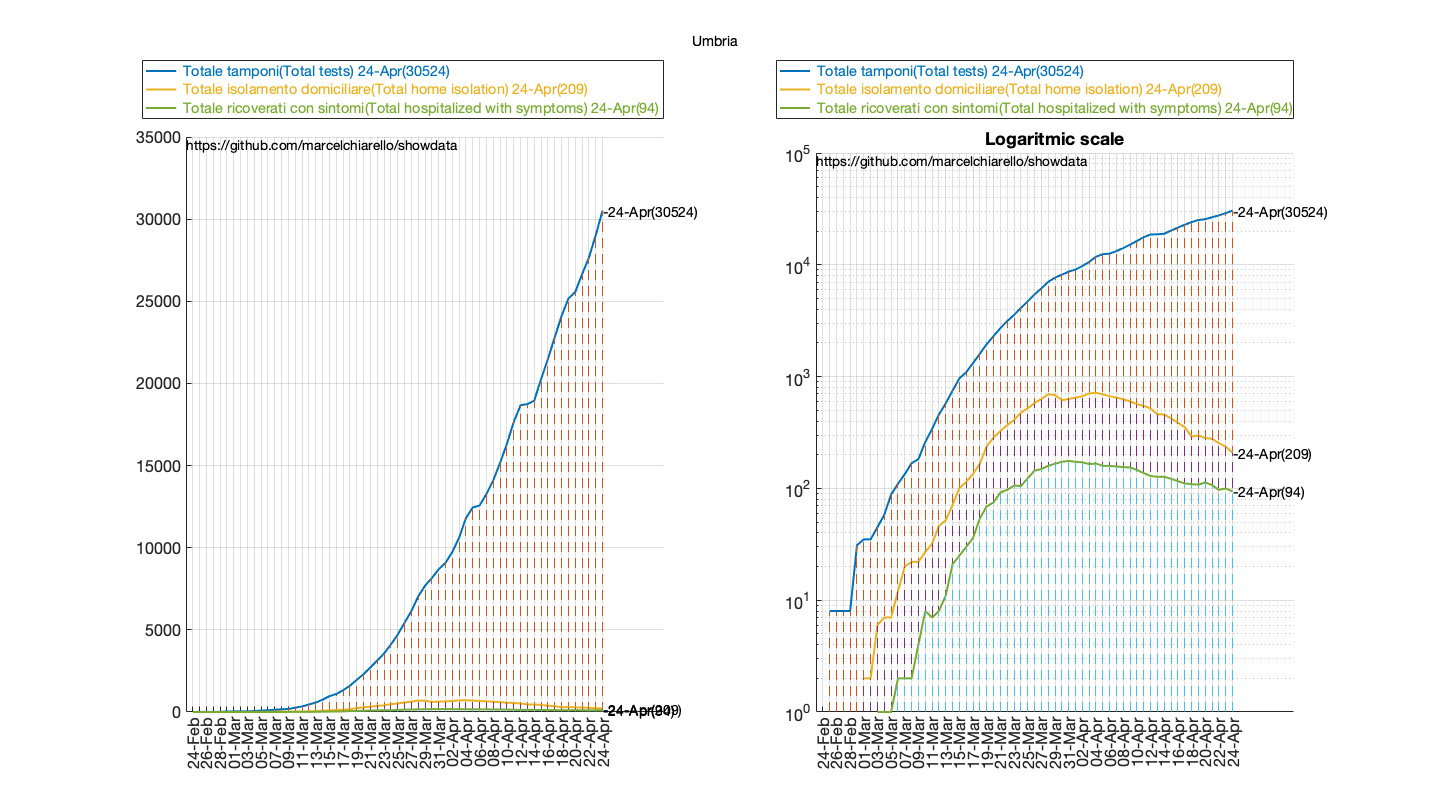 Umbria
Totale tamponi(Total tests) 24-Apr(30524)
Totale isolamento domiciliare(Total home isolation) 24-Apr(209)
Totale ricoverati con sintomi(Total hospitalized with symptoms) 24-Apr(94)
35000
https://github.com/marcelchiarello/showdata
30000
25000
20000
15000
10000
5000
0
-24-Apr(30524)
-24-Apr(209)
24-Feb
26-Feb
28-Feb
01-Mar
03-Mar
05-Mar
07-Mar
09-Mar
11-Mar
13-Mar
15-Mar
17-Mar
19-Mar
21-Mar
23-Mar
25-Mar
27-Mar
29-Mar
31-Mar
02-Apr
04-Apr
06-Apr
08-Apr
10-Apr
12-Apr
14-Apr
16-Apr
18-Apr
20-Apr
22-Apr
24-Apr
Totale tamponi(Total tests) 24-Apr(30524)
Totale isolamento domiciliare(Total home isolation) 24-Apr(209)
Totale ricoverati con sintomi(Total hospitalized with symptoms) 24-Apr(94)
Logaritmic scale
10^5
https://github.com/marcelchiarello/showdata
10^4
10^3
10^2
10^1
10^0
-24-Apr(30524)
-24-Apr(209)
-24-Apr(94)
24-Feb
26-Feb
28-Feb
01-Mar
03-Mar
05-Mar
07-Mar
09-Mar
11-Mar
13-Mar
15-Mar
17-Mar
19-Mar
21-Mar
23-Mar
25-Mar
27-Mar
29-Mar
31-Mar
02-Apr
04-Apr
06-Apr
08-Apr
10-Apr
12-Apr
14-Apr
16-Apr
18-Apr
20-Apr
22-Apr
24-Apr